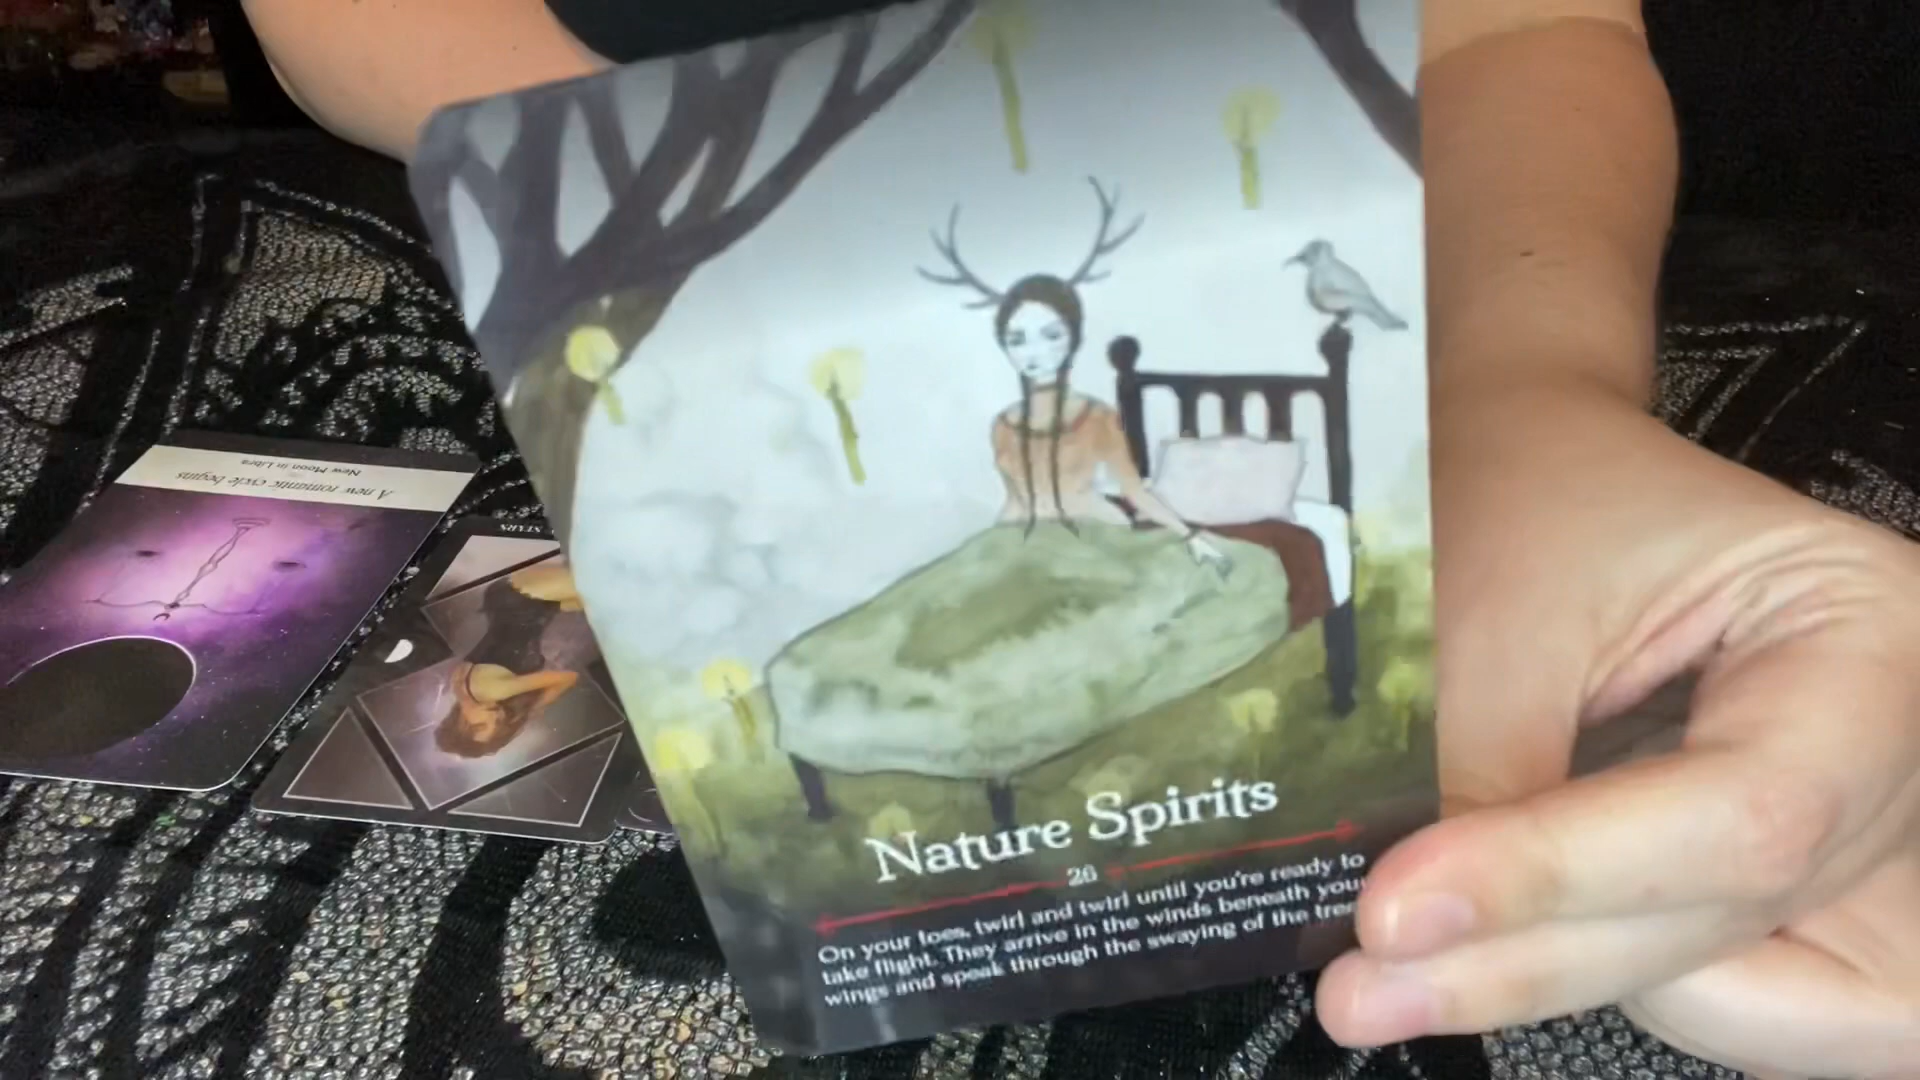 A new romantic cycle begins
New Moon in Libra
STARS
Nature Spirits
26
On your toes, twirl and twirl until you're ready to
take flight. They arrive in the winds beneath your
wings and speak through the swaying of the trees